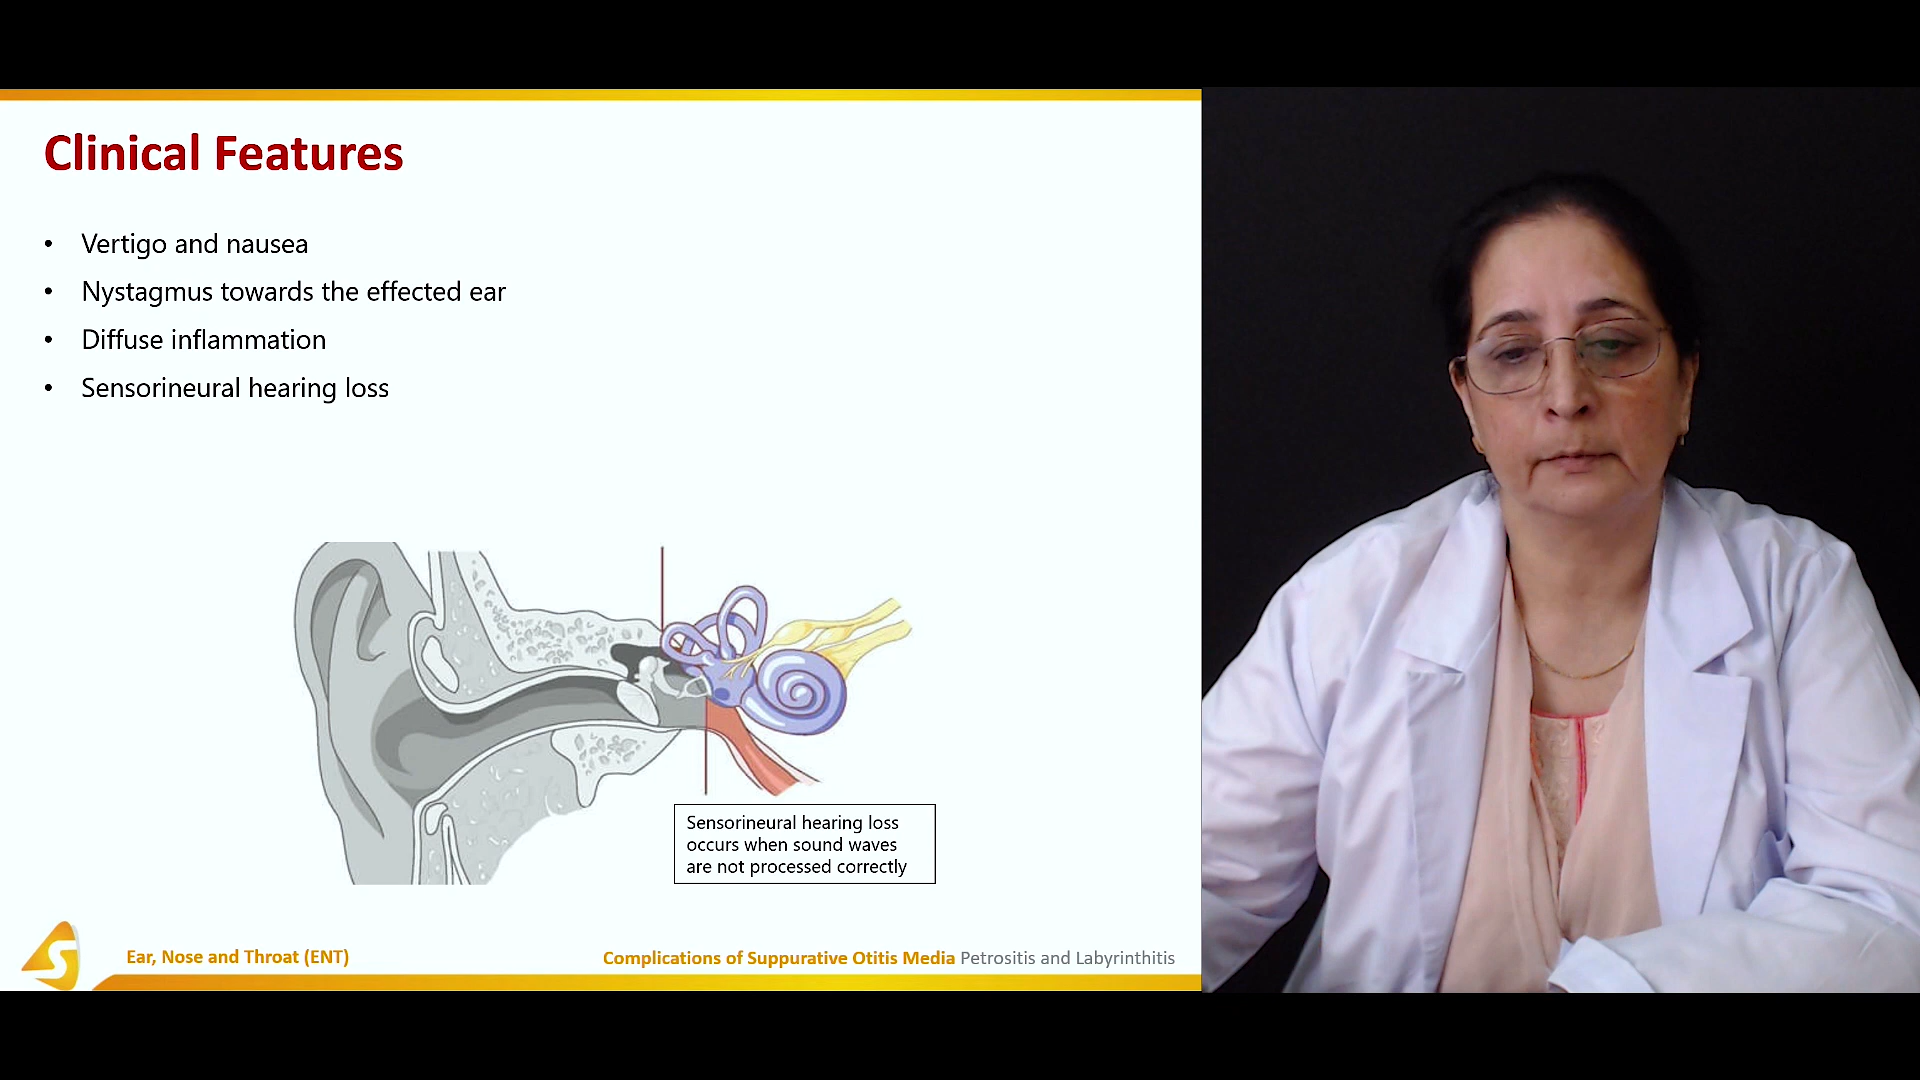 Clinical Features
• Vertigo and nausea
• Nystagmus towards the effected ear
• Diffuse inflammation
• Sensorineural hearing loss
Sensorineural hearing loss
occurs when sound waves
are not processed correctly
S
Ear, Nose and Throat (ENT)
Complications of Suppurative Otitis Media Petrositis and Labyrinthitis